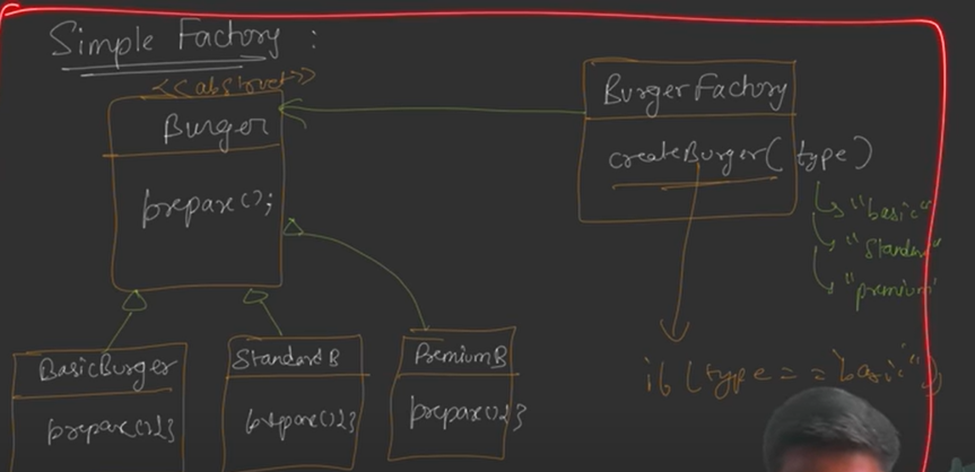 Simple Factory :
<<abstract>>
Burger
prepare();
BurgerFactory
createBurger( type)
"basic"
"Standard"
"premium"
if (type == "basic")
BasicBurger
prepare(){}
StandardB
prepare(){}
PremiumB
prepare(){}